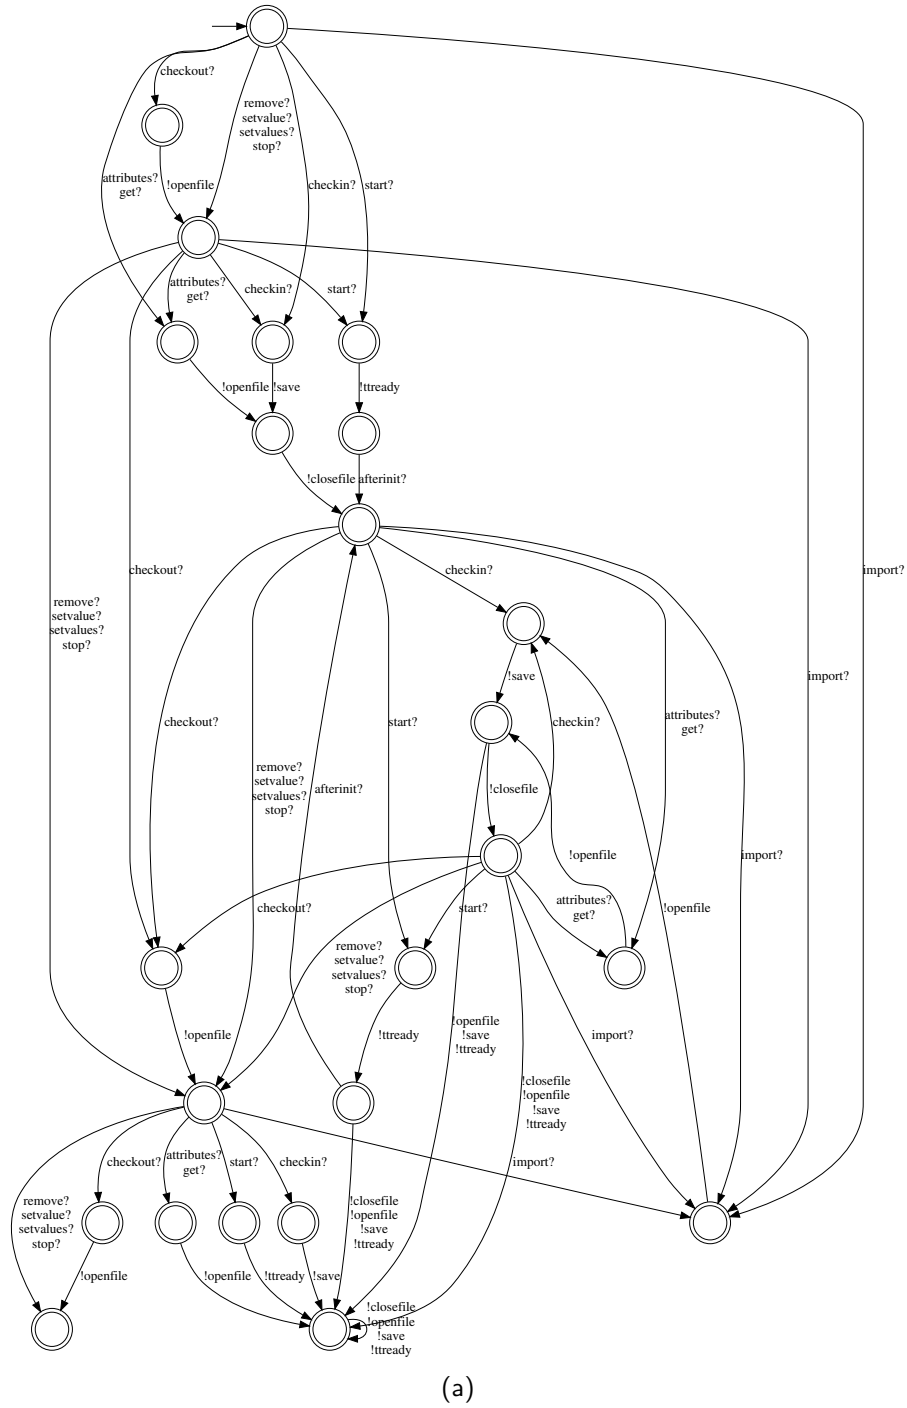 checkout?
remove?
setvalue?
setvalues?
stop?
attributes?
get?
!openfile
checkin?
start?
attributes?
get?
checkin?
start?
!openfile
!save
!ttready
!closefile
afterinit?
checkout?
import?
remove?
setvalue?
setvalues?
stop?
checkin?
!save
import?
checkout?
start?
checkin?
attributes?
get?
remove?
setvalue?
setvalues?
stop?
afterinit?
!closefile
!openfile
import?
checkout?
start?
attributes?
get?
!openfile
remove?
setvalue?
setvalues?
stop?
!openfile
!ttready
!openfile
!save
!ttready
import?
!closefile
!openfile
!save
!ttready
checkout?
attributes?
get?
start?
checkin?
import?
remove?
setvalue?
setvalues?
stop?
!closefile
!openfile
!save
!ttready
!openfile
!openfile
!ttready
!save
!closefile
!openfile
!save
!ttready
(a)